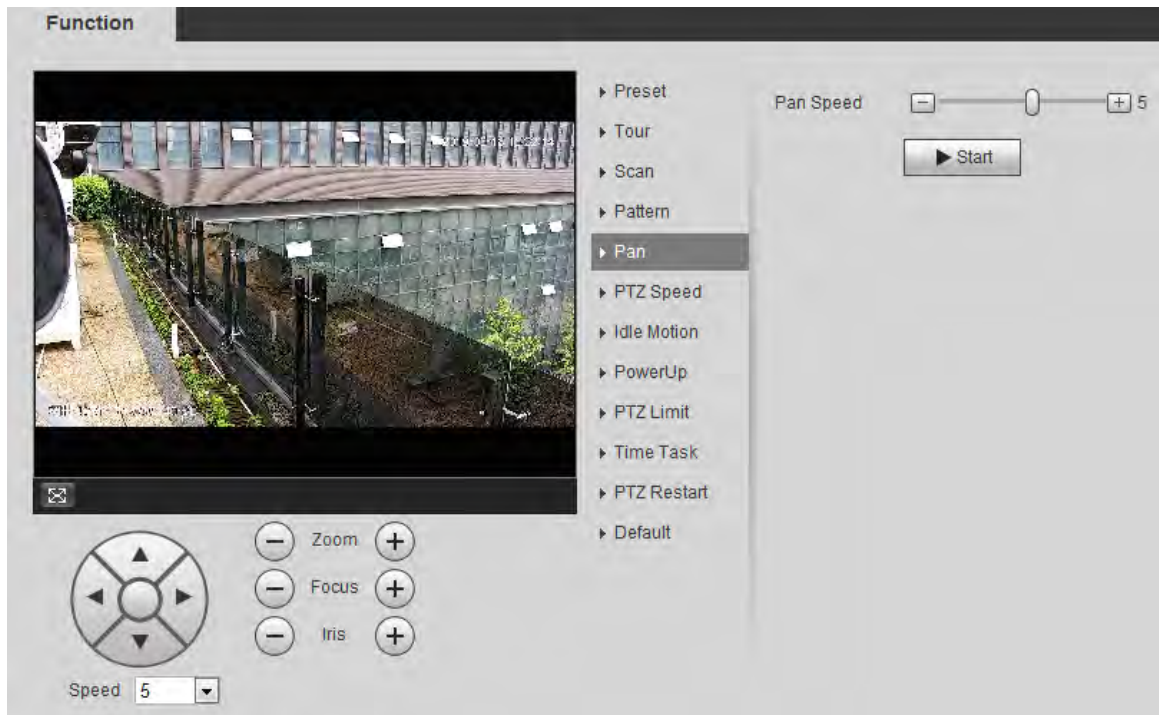 Function
Preset
Tour
Scan
Pattern
Pan
PTZ Speed
Idle Motion
PowerUp
PTZ Limit
Time Task
PTZ Restart
Default
Pan Speed 5
Start
Zoom
Focus
Iris
Speed 5